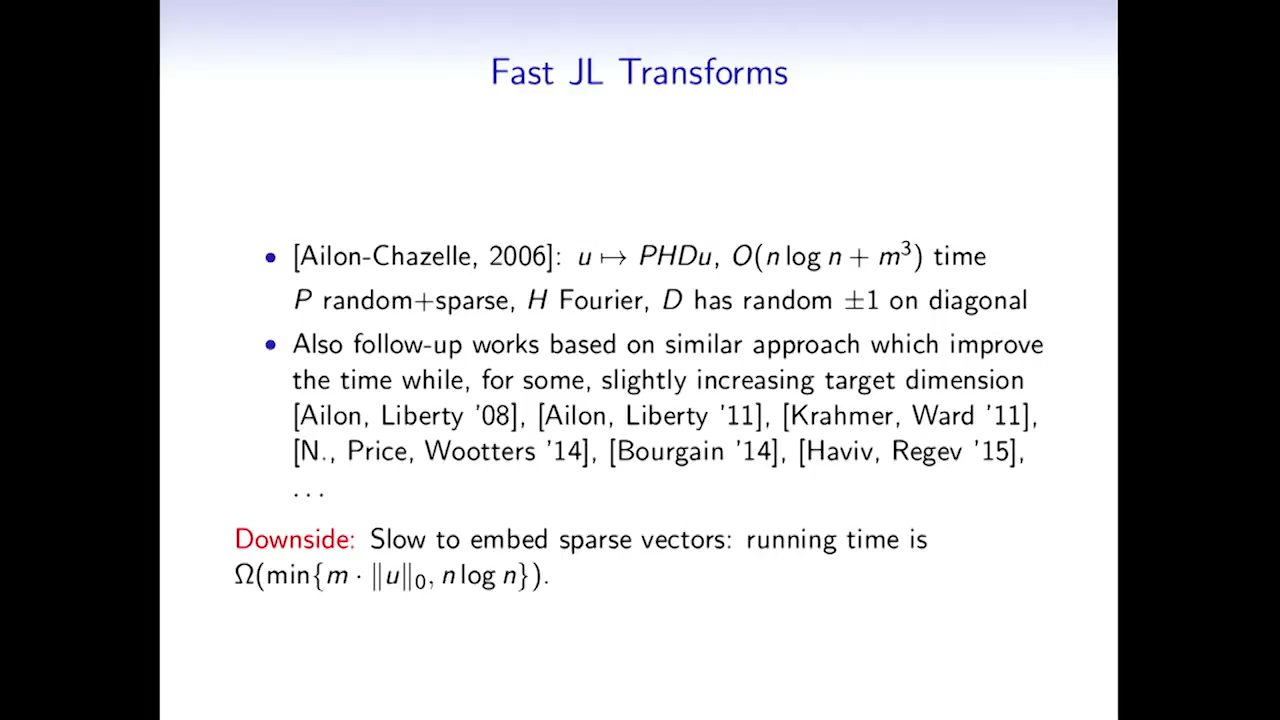 Fast JL Transforms
• [Ailon-Chazelle, 2006]: u ↦ PHDu, O(n log n + m³) time
P random+sparse, H Fourier, D has random ±1 on diagonal
• Also follow-up works based on similar approach which improve
the time while, for some, slightly increasing target dimension
[Ailon, Liberty '08], [Ailon, Liberty '11], [Krahmer, Ward '11],
[N., Price, Wootters '14], [Bourgain '14], [Haviv, Regev '15],
...
Downside: Slow to embed sparse vectors: running time is
Ω(min{m · ‖u‖₀, n log n}).